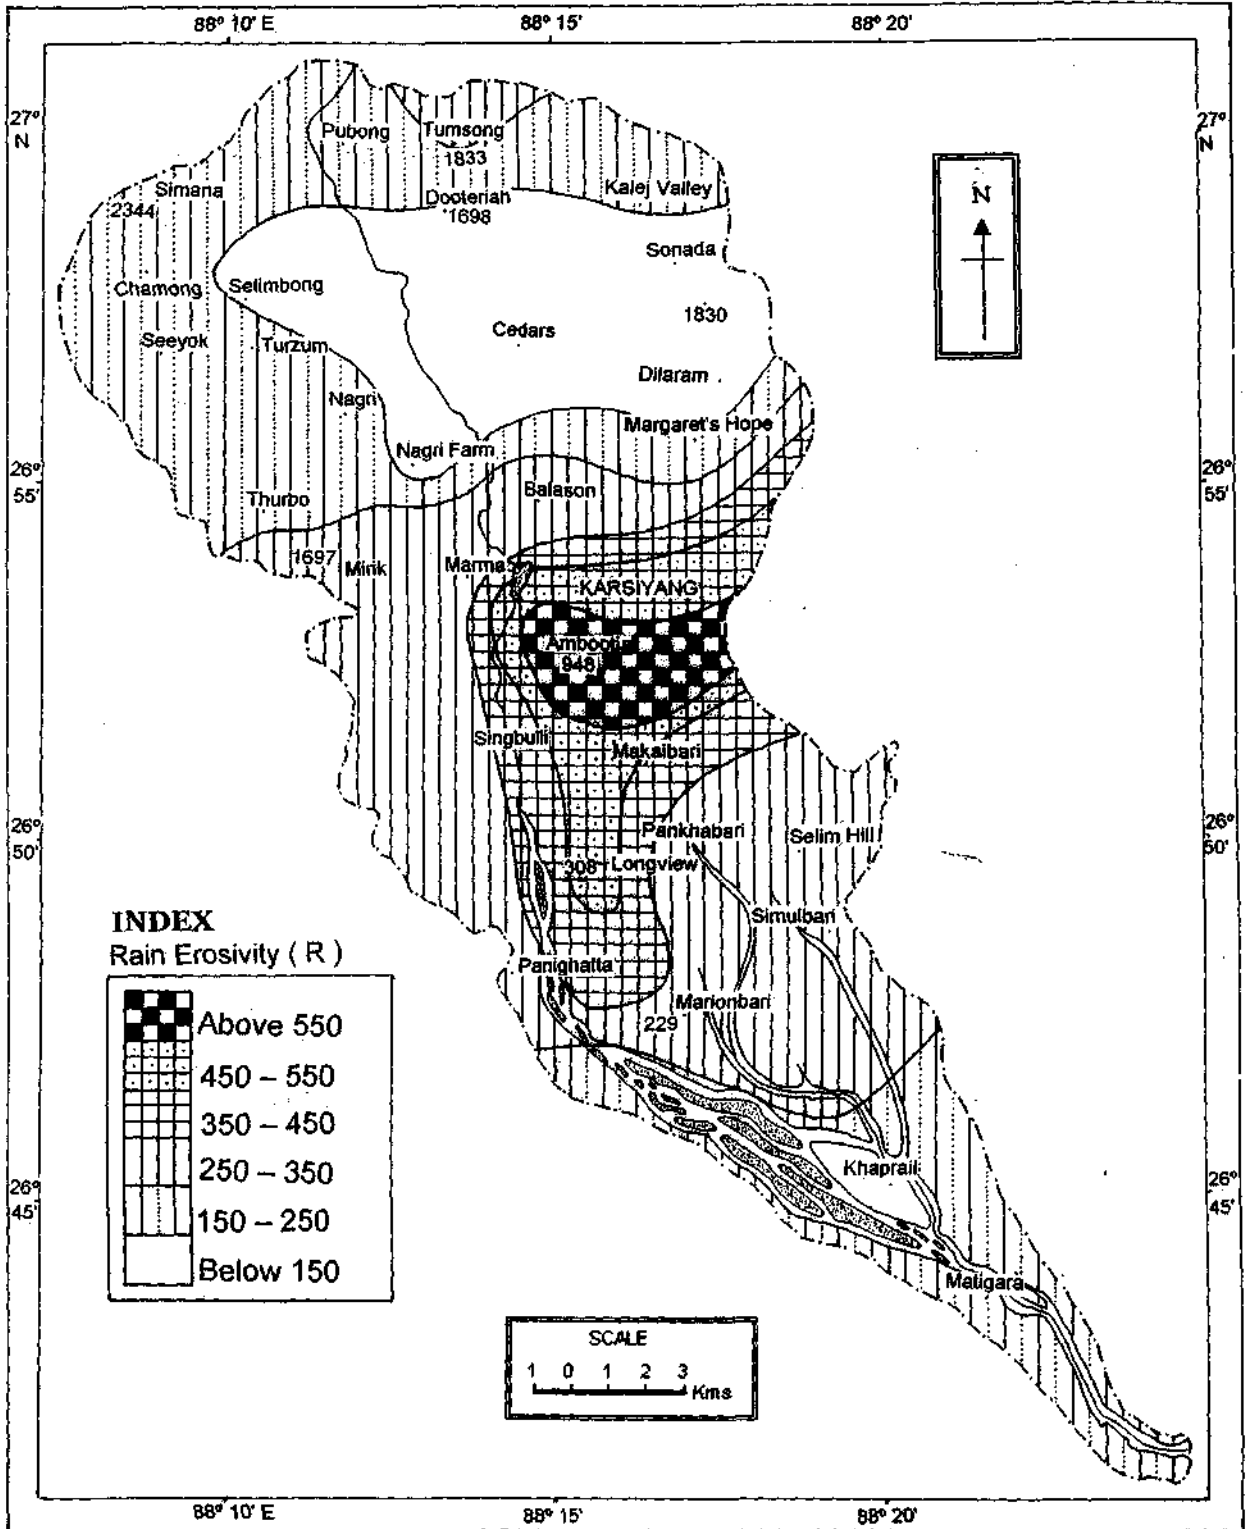 88° 10' E 88° 15' 88° 20'
27° N
27° N
Pubong Tumsong
1833
Simana
Kalej Valley
2344
Dooteriah
1698
Sonada
Chamong Selimbong
1830
Seeyok Turzum
Cedars
Dilaram
Nagri
Margaret's Hope
Nagri Farm
26° 55'
26° 55'
Balason
Thurbo
1697
Mirik
Marma
KARSIYANG
Ambootia
948
Singbulli
Makaibari
26° 50'
26° 50'
Pankhabari
Selim Hill
308 Longview
Simulbari
INDEX
Rain Erosivity ( R )
Above 550
450 – 550
350 – 450
250 – 350
150 – 250
Below 150
Panighatta
Marionbari
229
Khaprail
26° 45'
26° 45'
Matigara
N
SCALE
1 0 1 2 3
Kms
88° 10' E 88° 15' 88° 20'